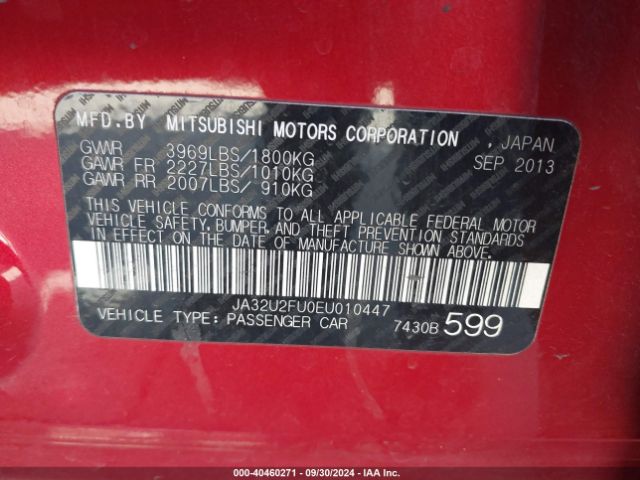 MFD.BY MITSUBISHI MOTORS CORPORATION , JAPAN
GVWR 3969LBS/1800KG SEP 2013
GAWR FR 2227LBS/1010KG
GAWR RR 2007LBS/ 910KG
THIS VEHICLE CONFORMS TO ALL APPLICABLE FEDERAL MOTOR
VEHICLE SAFETY, BUMPER, AND THEFT PREVENTION STANDARDS
IN EFFECT ON THE DATE OF MANUFACTURE SHOWN ABOVE.
JA32U2FU0EU010447
VEHICLE TYPE: PASSENGER CAR 7430B 599
Stock#: 40460271 - 09/30/2024 - IAA Inc.